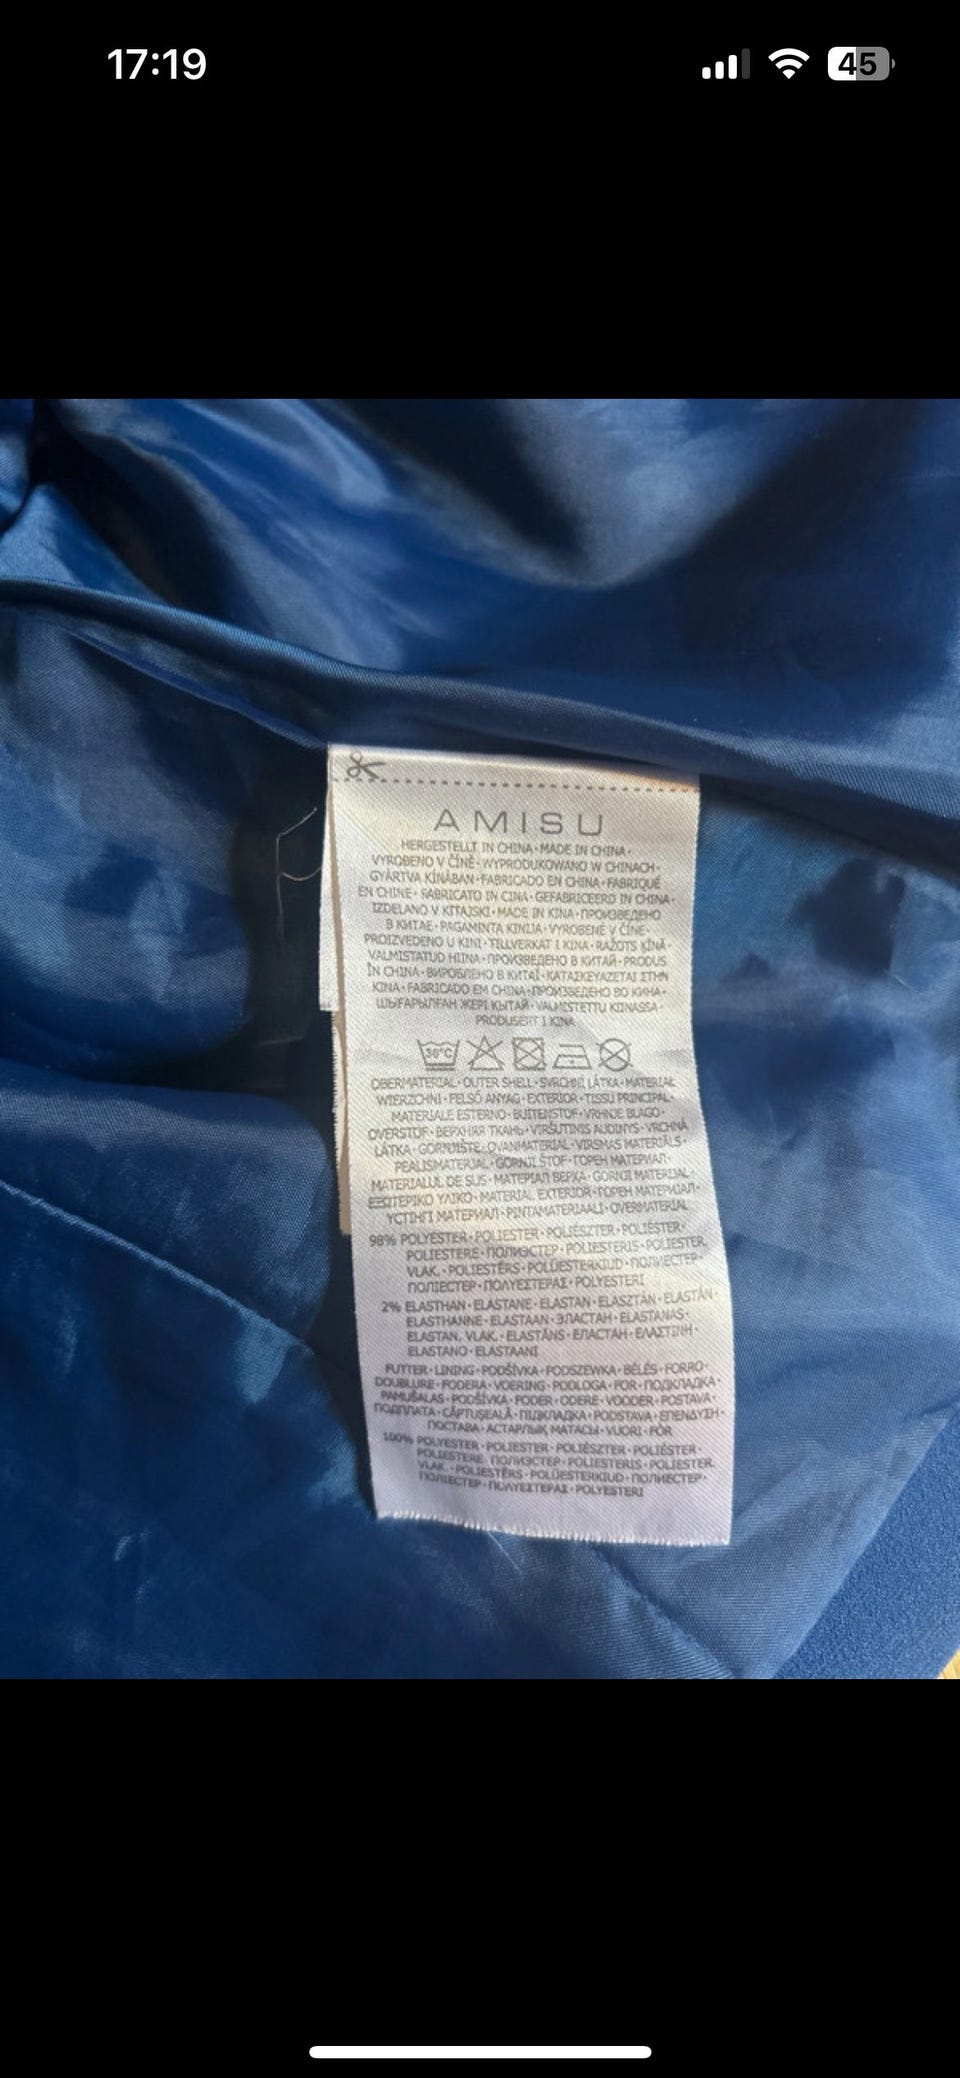 17:19
45
AMISU
HERGESTELLT IN CHINA · MADE IN CHINA ·
VYROBENO V ČÍNĚ · WYPRODUKOWANO W CHINACH ·
GYÁRTVA KÍNÁBAN · FABRICADO EN CHINA · FABRIQUÉ
EN CHINE · FABRICATO IN CINA · GEFABRICEERD IN CHINA ·
IZDELANO V KITAJSKI · MADE IN KINA · ПРОИЗВЕДЕНО
В КИТАЕ · PAGAMINTA KINIJA · VYROBENÉ V ČÍNE ·
PROIZVEDENO U KINI · TILLVERKAT I KINA · RAŽOTS ĶĪNĀ ·
VALMISTATUD HIINA · ПРОИЗВЕДЕНО В КИТАЙ · PRODUS
ÎN CHINA · ВИРОБЛЕНО В КИТАЇ · ΚΑΤΑΣΚΕΥΑΖΕΤΑΙ ΣΤΗΝ
ΚΙΝΑ · FABRICADO EM CHINA · ПРОИЗВЕДЕНО ВО КИНА ·
ШЫҒАРЫЛҒАН ЖЕРІ ҚЫТАЙ · VALMISTETTU KIINASSA ·
PRODUSERT I KINA
30°C
OBERMATERIAL · OUTER SHELL · SVRCHNÍ LÁTKA · MATERIAŁ
WIERZCHNI · FELSŐ ANYAG · EXTERIOR · TISSU PRINCIPAL ·
MATERIALE ESTERNO · BUITENSTOF · VRHNJE BLAGO ·
OVERSTOF · ВЕРХНЯЯ ТКАНЬ · VIRŠUTINIS AUDINYS · VRCHNÁ
LÁTKA · GORNJIŠTE · OVANMATERIAL · VIRSMAS MATERIĀLS ·
PEALISMATERJAL · GORNJI ŠTOF · ГОРЕН МАТЕРИАЛ ·
MATERIALUL DE SUS · МАТЕРІАЛ ВЕРХА · GORNJI MATERIJAL ·
ΕΞΩΤΕΡΙΚΟ ΥΛΙΚΟ · MATERIAL EXTERIOR · ГОРЕН МАТЕРИЈАЛ ·
ҮСТІҢГІ МАТЕРИАЛ · PINTAMATERIAALI · OVERMATERIAL
98% POLYESTER · POLIESTER · POLIÉSZTER · POLIÉSTER ·
POLIESTERE · ПОЛИЭСТЕР · POLIESTERIS · POLIESTER.
VLAK. · POLIESTERS · POLÜESTERKIUD · ПОЛИЕСТЕР ·
ПОЛІЕСТЕР · ΠΟΛΥΕΣΤΕΡΑΣ · POLYESTERI
2% ELASTHAN · ELASTANE · ELASTAN · ELASZTÁN · ELASTÁN ·
ELASTHANNE · ELASTAAN · ЭЛАСТАН · ELASTANAS ·
ELASTAN. VLAK. · ELASTĀNS · ЕЛАСТАН · ΕΛΑΣΤΙΝΗ ·
ELASTANO · ELASTAANI
FUTTER · LINING · PODŠÍVKA · PODSZEWKA · BÉLÉS · FORRO ·
DOUBLURE · FODERA · VOERING · PODLOGA · FOR · ПОДКЛАДКА ·
PAMUŠALAS · PODŠÍVKA · FODER · ODERE · VOODER · POSTAVA ·
ПОДПЛАТА · CĂPTUŞEALĂ · ПІДКЛАДКА · PODSTAVA · ΕΠΕΝΔΥΣΗ ·
ПОСТАВА · АСТАРЛЫҚ МАТАСЫ · VUORI · FÔR
100% POLYESTER · POLIESTER · POLIÉSZTER · POLIÉSTER ·
POLIESTERE · ПОЛИЭСТЕР · POLIESTERIS · POLIESTER.
VLAK. · POLIESTERS · POLÜESTERKIUD · ПОЛИЕСТЕР ·
ПОЛІЕСТЕР · ΠΟΛΥΕΣΤΕΡΑΣ · POLYESTERI